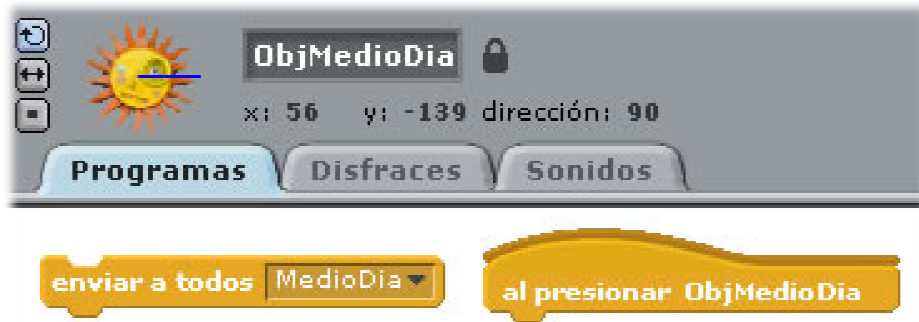 ObjMedioDia
x: 56 y: -139 dirección: 90
Programas Disfraces Sonidos
enviar a todos MedioDia al presionar ObjMedioDia